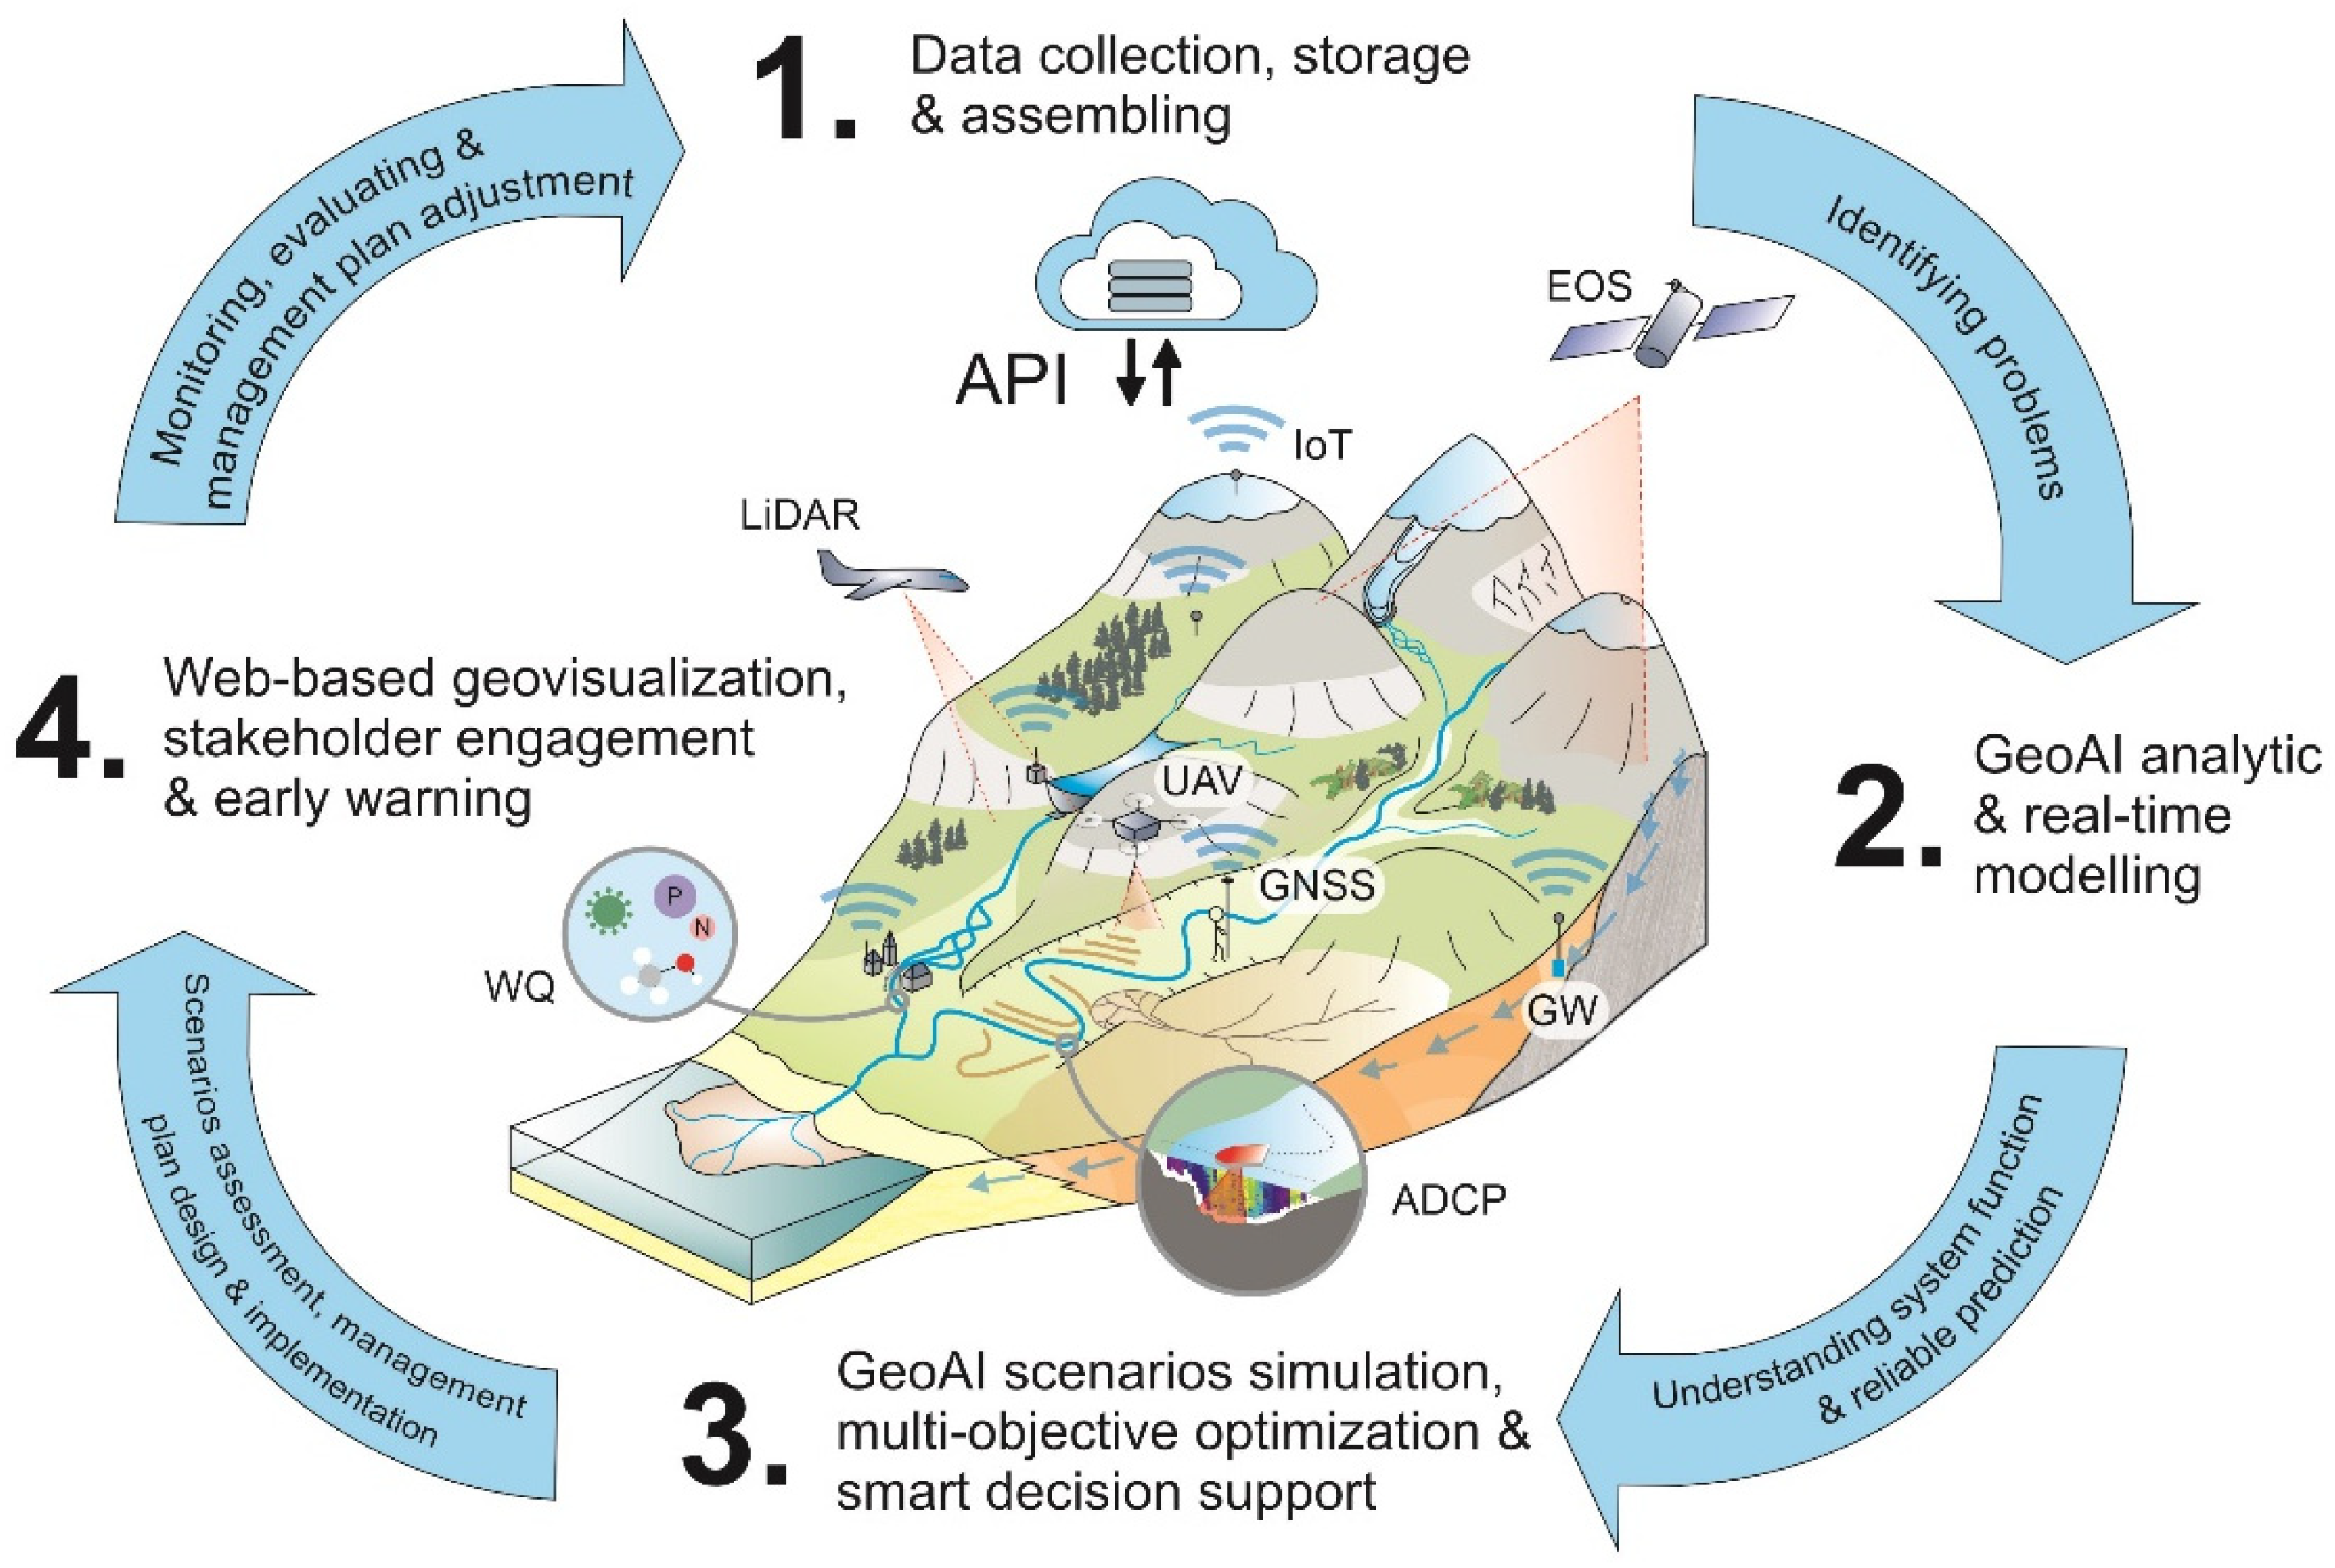 1.
Data collection, storage
& assembling
Identifying problems
Monitoring, evaluating &
management plan adjustment
API
EOS
IoT
LiDAR
4.
Web-based geovisualization,
stakeholder engagement
& early warning
UAV
2.
GeoAI analytic
& real-time
modelling
GNSS
P
N
WQ
GW
ADCP
Understanding system function
& reliable prediction
Scenarios assessment, management
plan design & implementation
3.
GeoAI scenarios simulation,
multi-objective optimization &
smart decision support